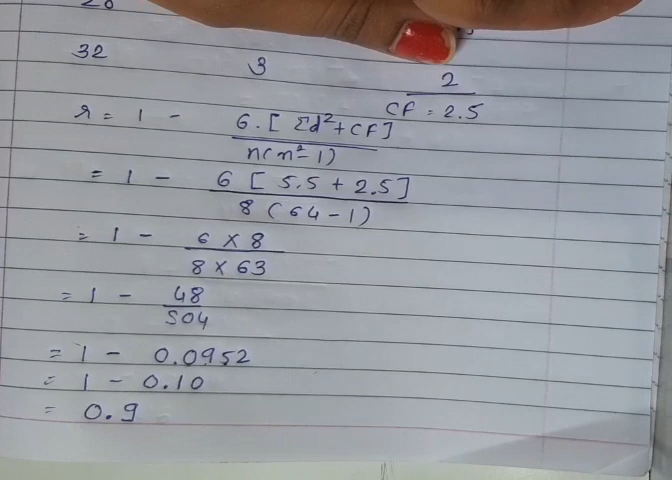 32 3 2
CF = 2.5
r = 1 - 6.[Σd²+CF]
n(n²-1)
= 1 - 6[5.5+2.5]
8(64-1)
= 1 - 6×8
8×63
= 1 - 48
504
= 1 - 0.0952
= 1 - 0.10
= 0.9